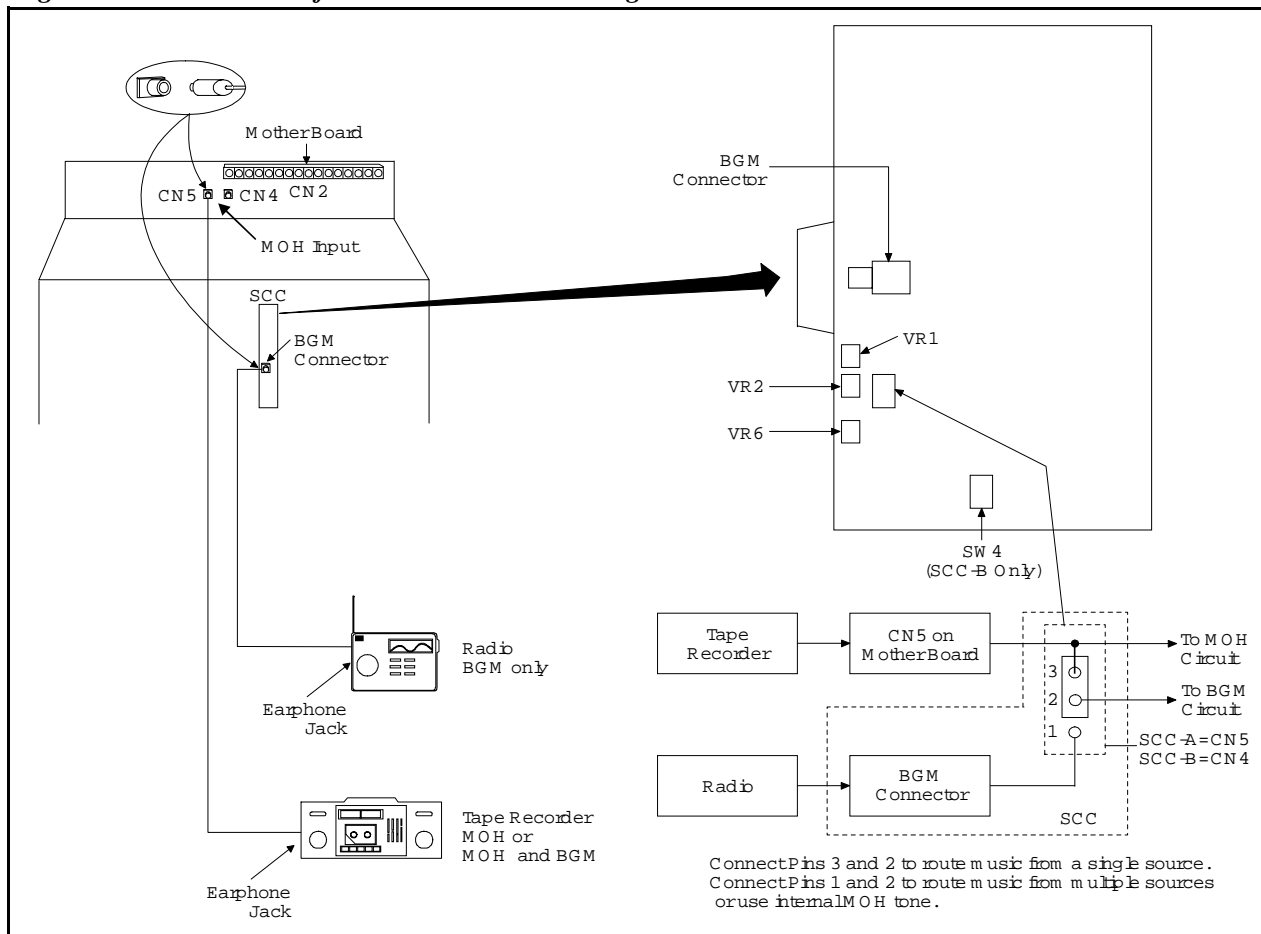 MotherBoard
CN5
CN4
CN2
MOH Input
SCC
BGM
Connector
Radio
BGM only
Earphone
Jack
Tape Recorder
MOH or
MOH and BGM
Earphone
Jack
BGM
Connector
VR1
VR2
VR6
SW4
(SCC-B Only)
Tape
Recorder
CN5 on
MotherBoard
To MOH
Circuit
3
2
To BGM
Circuit
1
SCC-A=CN5
SCC-B=CN4
Radio
BGM
Connector
SCC
Connect Pins 3 and 2 to route music from a single source.
Connect Pins 1 and 2 to route music from multiple sources
or use internal MOH tone.